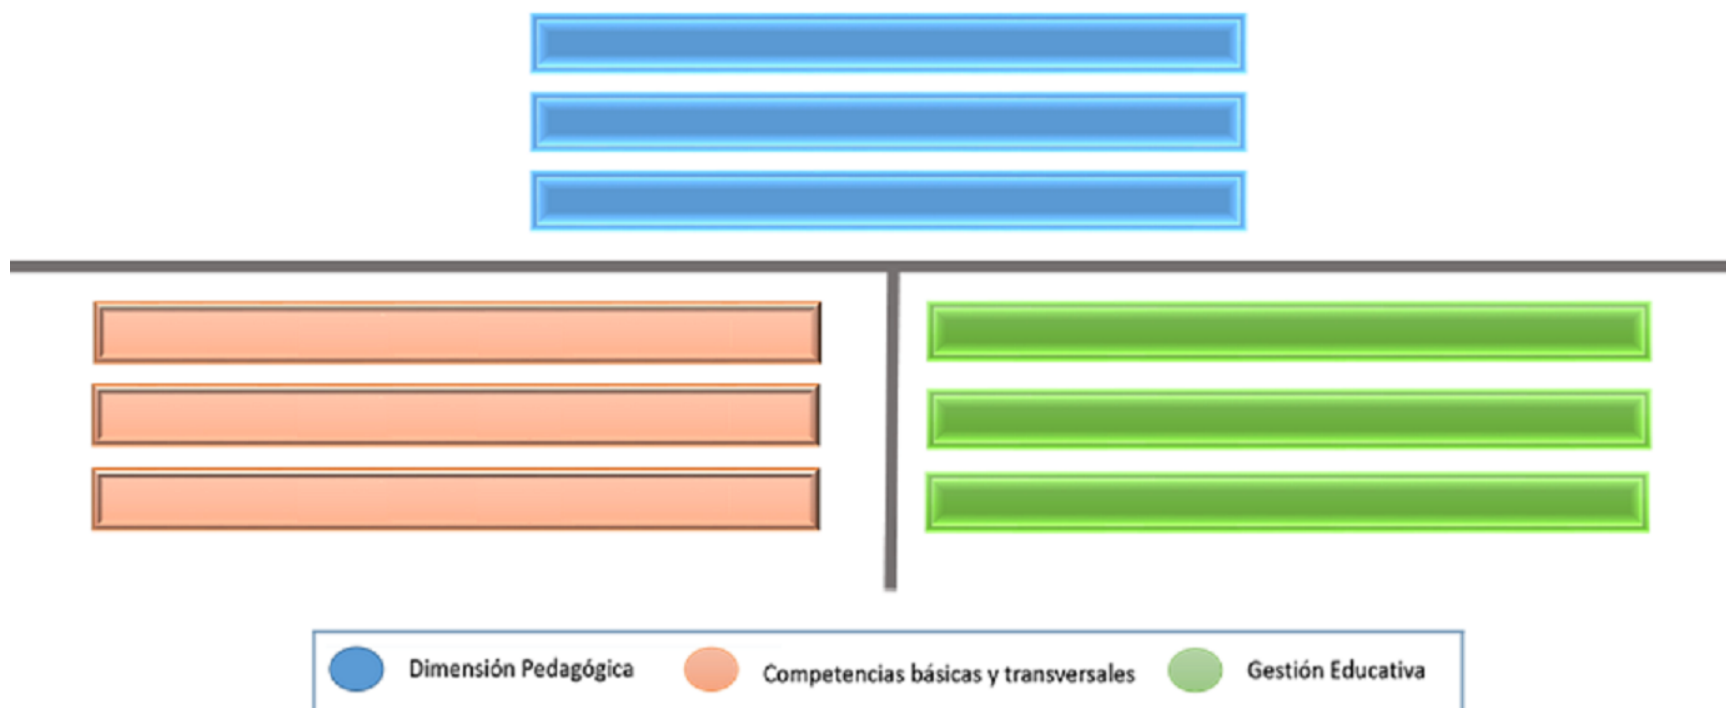 Dimensión Pedagógica
Competencias básicas y transversales
Gestión Educativa